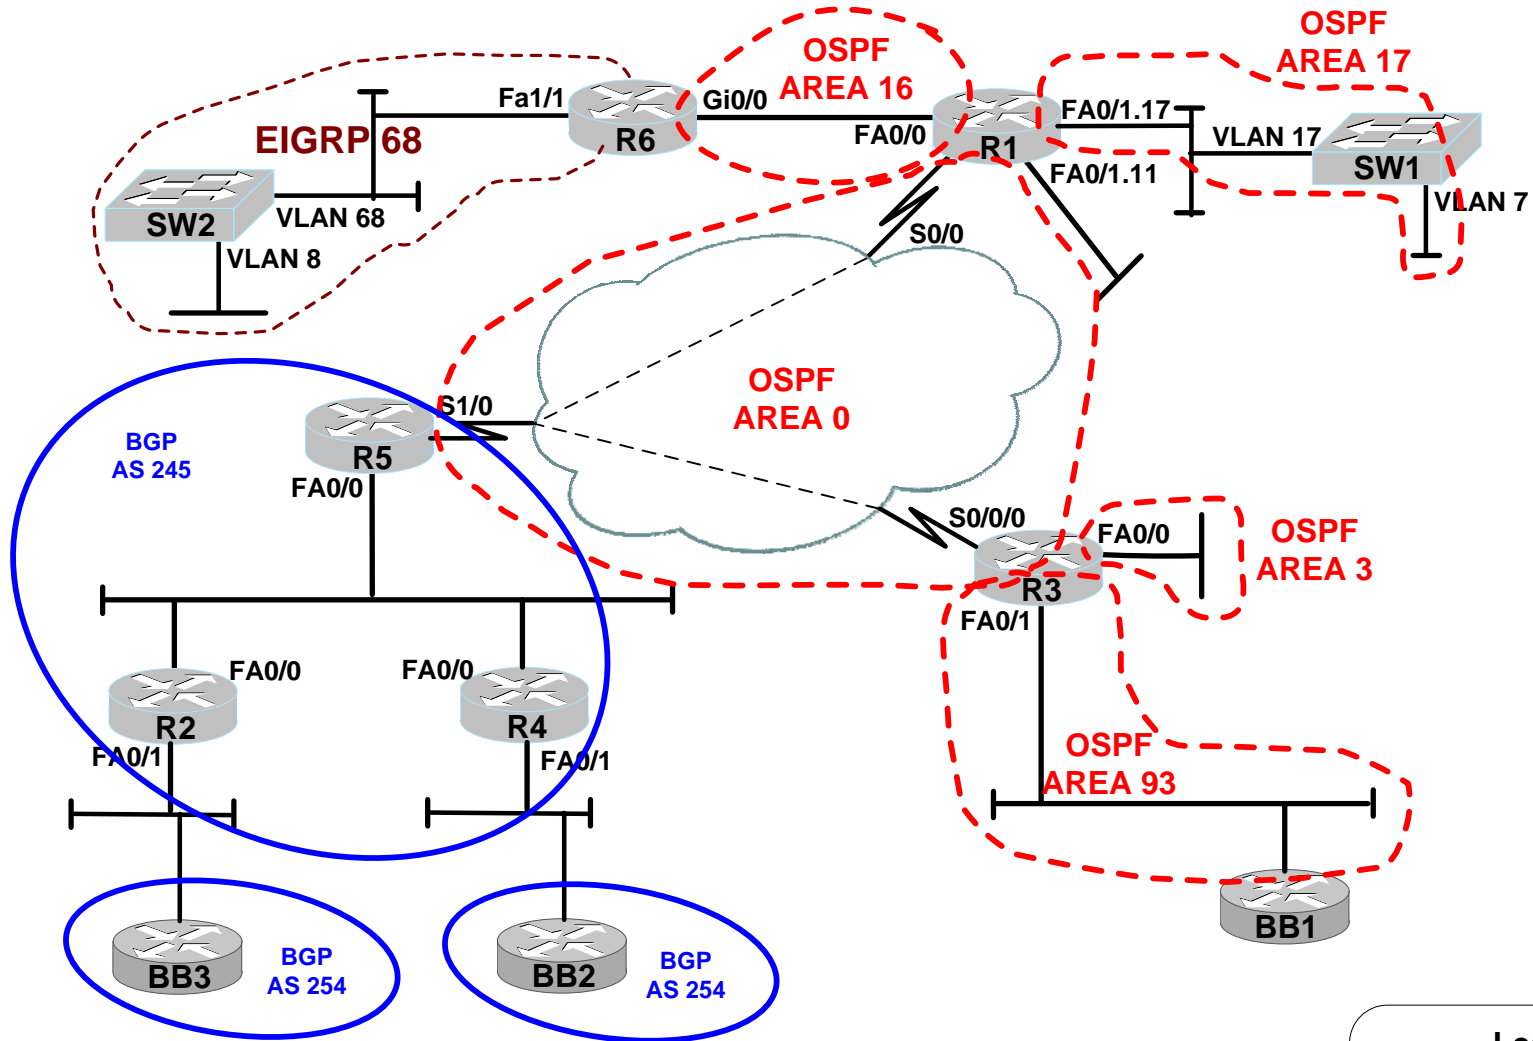 OSPF
AREA 16
OSPF
AREA 17
Fa1/1
Gi0/0
FA0/0
FA0/1.17
VLAN 17
EIGRP 68
R6
R1
FA0/1.11
SW1
VLAN 7
SW2
VLAN 68
VLAN 8
S0/0
OSPF
AREA 0
S1/0
BGP
AS 245
R5
FA0/0
S0/0/0
FA0/0
OSPF
AREA 3
R3
FA0/1
FA0/0
FA0/0
R2
R4
FA0/1
FA0/1
OSPF
AREA 93
BB1
BB3
BGP
AS 254
BB2
BGP
AS 254